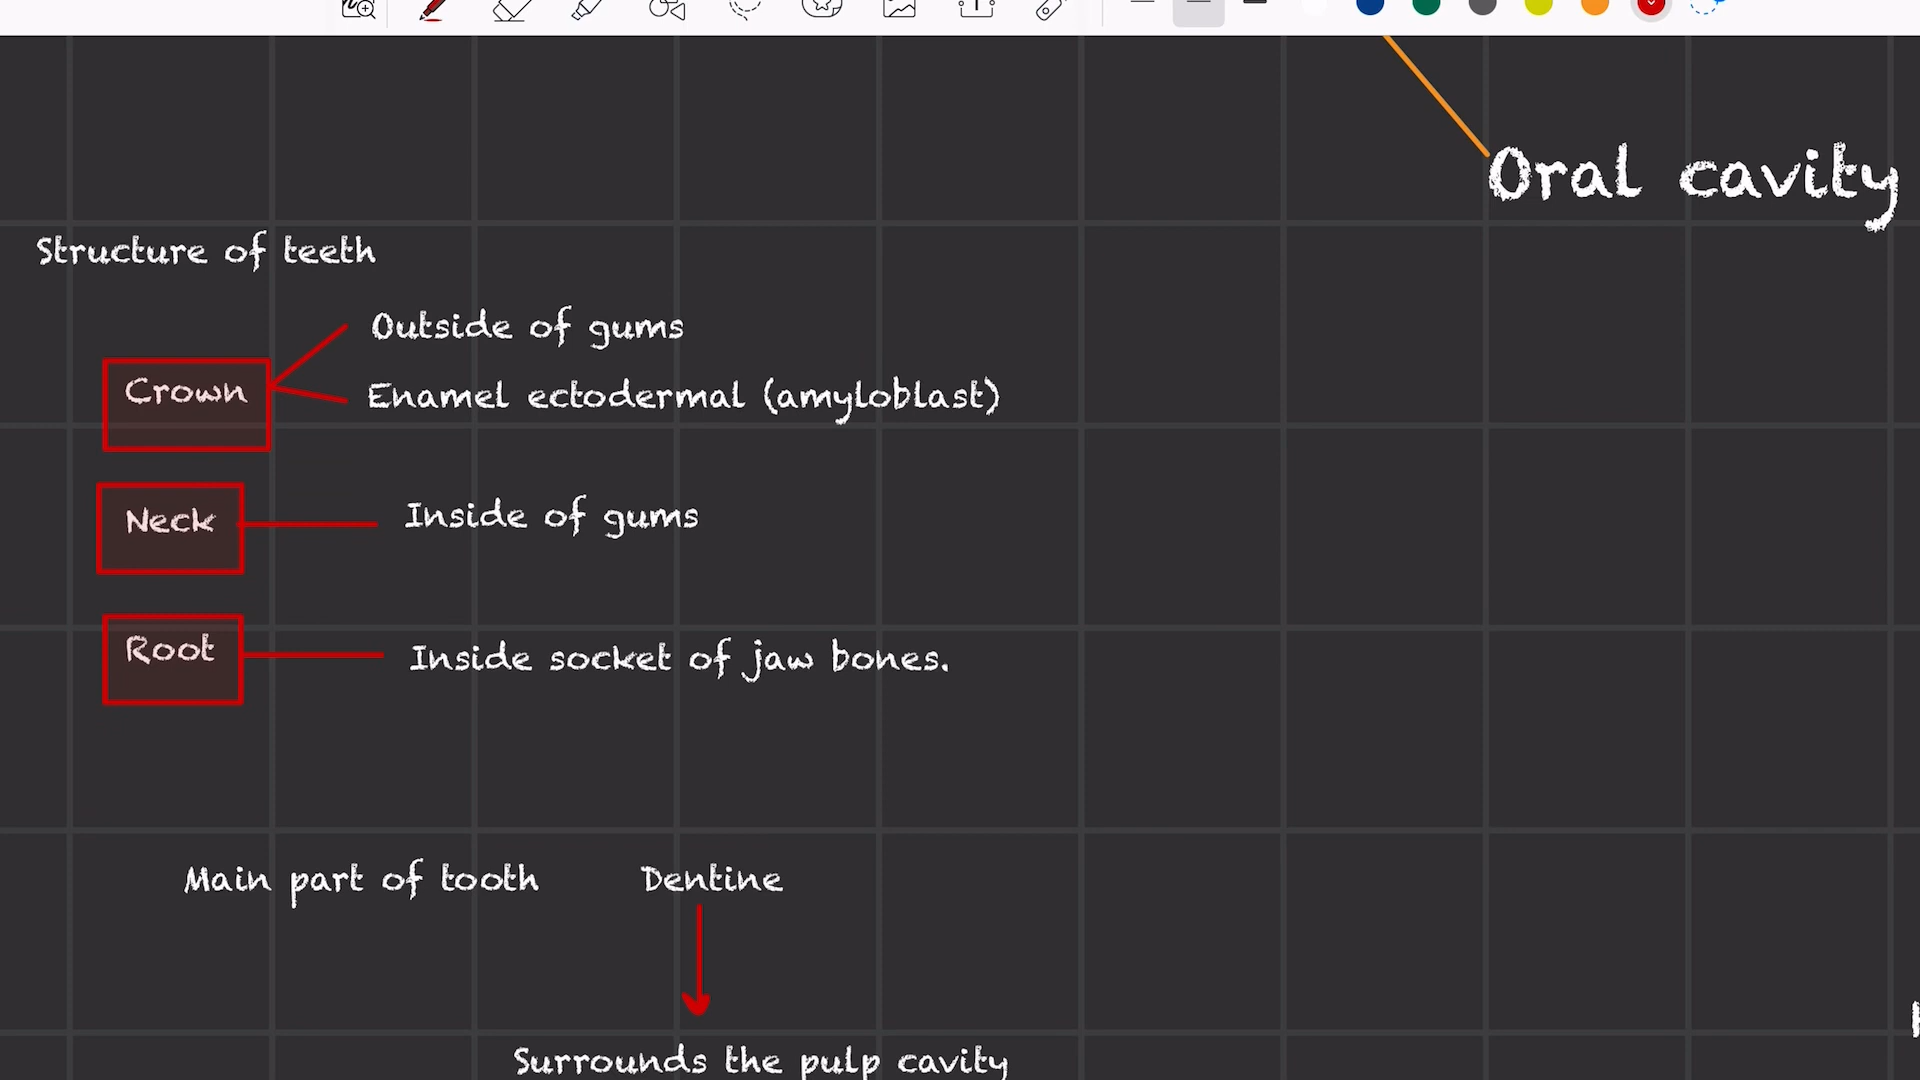 Oral cavity
Structure of teeth
Outside of gums
Crown
Enamel ectodermal (amyloblast)
Neck
Inside of gums
Root
Inside socket of jaw bones.
Main part of tooth
Dentine
Surrounds the pulp cavity